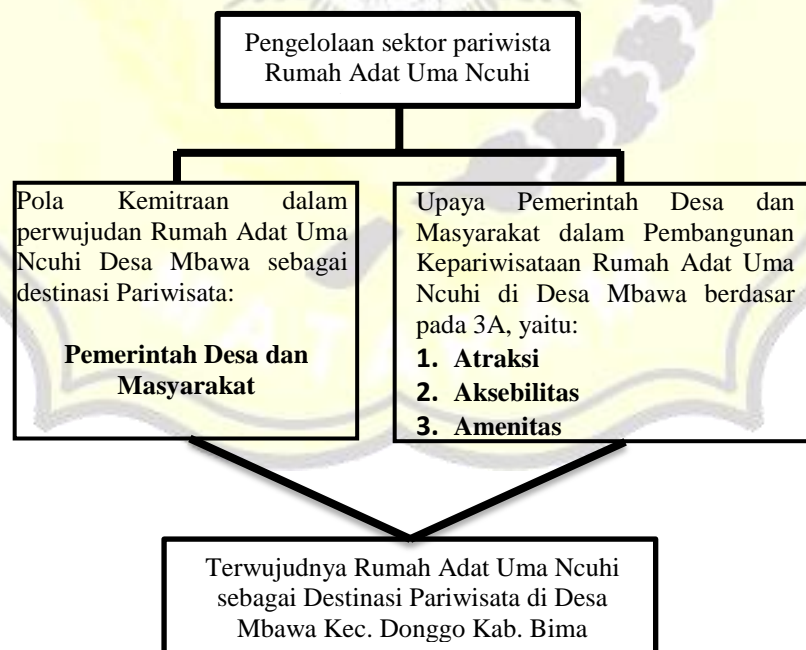 Pengelolaan sektor pariwista
Rumah Adat Uma Ncuhi
Pola Kemitraan dalam
perwujudan Rumah Adat Uma
Ncuhi Desa Mbawa sebagai
destinasi Pariwisata:
Pemerintah Desa dan
Masyarakat
Upaya Pemerintah Desa dan
Masyarakat dalam Pembangunan
Kepariwisataan Rumah Adat Uma
Ncuhi di Desa Mbawa berdasar
pada 3A, yaitu:
1. Atraksi
2. Aksebilitas
3. Amenitas
Terwujudnya Rumah Adat Uma Ncuhi
sebagai Destinasi Pariwisata di Desa
Mbawa Kec. Donggo Kab. Bima